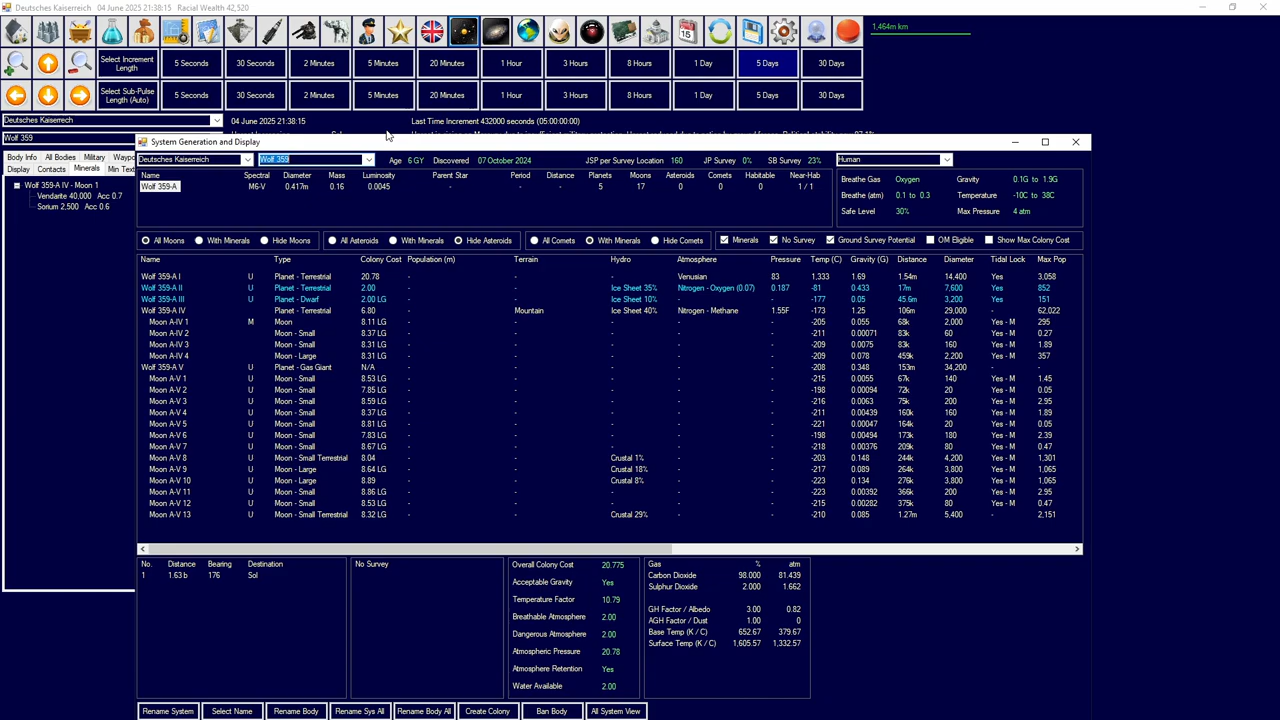 Deutsches Kaiserreich 04 June 2025 21:38:15 Racial Wealth 42,520
1.464m km
Select Increment Length 5 Seconds 30 Seconds 2 Minutes 5 Minutes 20 Minutes 1 Hour 3 Hours 8 Hours 1 Day 5 Days 30 Days
Select Sub-Pulse Length (Auto) 5 Seconds 30 Seconds 2 Minutes 5 Minutes 20 Minutes 1 Hour 3 Hours 8 Hours 1 Day 5 Days 30 Days
Deutsches Kaiserreich 04 June 2025 21:38:15 Last Time Increment 432000 seconds (05:00:00:00)
Wolf 359
System Generation and Display
Deutsches Kaiserreich Wolf 359 Age 6 GY Discovered 07 October 2024 JSP per Survey Location 160 JP Survey 0% SB Survey 23% Human
Body Info All Bodies Military Waypo
Display Contacts Minerals Min Text
Wolf 359-A IV - Moon 1
Vendarite 40,000 Acc 0.7
Sorium 2,500 Acc 0.6
Name Spectral Diameter Mass Luminosity Parent Star Period Distance Planets Moons Asteroids Comets Habitable Near-Hab
Wolf 359-A M6-V 0.417m 0.16 0.0045 - - - 5 17 0 0 0 1 / 1
Breathe Gas Oxygen Gravity 0.1G to 1.9G
Breathe (atm) 0.1 to 0.3 Temperature -10C to 38C
Safe Level 30% Max Pressure 4 atm
All Moons With Minerals Hide Moons All Asteroids With Minerals Hide Asteroids All Comets With Minerals Hide Comets Minerals No Survey Ground Survey Potential OM Eligible Show Max Colony Cost
Name Type Colony Cost Population (m) Terrain Hydro Atmosphere Pressure Temp (C) Gravity (G) Distance Diameter Tidal Lock Max Pop
Wolf 359-A I U Planet - Terrestrial 20.78 - - - Venusian 83 1,333 1.69 1.54m 14,400 Yes 3,058
Wolf 359-A II U Planet - Terrestrial 2.00 - - Ice Sheet 35% Nitrogen - Oxygen (0.07) 0.187 -81 0.433 17m 7,600 Yes 852
Wolf 359-A III U Planet - Dwarf 2.00 LG - - Ice Sheet 10% - - -177 0.05 45.6m 3,200 Yes 151
Wolf 359-A IV U Planet - Terrestrial 6.80 Mountain Ice Sheet 40% Nitrogen - Methane 1.55F -173 1.25 106m 29,000 - 62,022
Moon A-IV 1 M Moon 8.11 LG - - - - - -205 0.055 68k 2,000 Yes - M 295
Moon A-IV 2 U Moon - Small 8.37 LG - - - - - -211 0.00071 83k 60 Yes - M 0.27
Moon A-IV 3 U Moon - Small 8.31 LG - - - - - -209 0.0075 83k 160 Yes - M 1.89
Moon A-IV 4 U Moon - Large 8.31 LG - - - - - -209 0.078 459k 2,200 Yes - M 357
Wolf 359-A V U Planet - Gas Giant N/A - - - - - -208 0.348 153m 34,200 - -
Moon A-V 1 U Moon - Small 8.53 LG - - - - - -215 0.0055 67k 140 Yes - M 1.45
Moon A-V 2 U Moon - Small 7.85 LG - - - - - -198 0.00094 72k 20 Yes - M 0.05
Moon A-V 3 U Moon - Small 8.59 LG - - - - - -216 0.0063 75k 200 Yes - M 2.95
Moon A-V 4 U Moon - Small 8.37 LG - - - - - -211 0.00439 160k 160 Yes - M 1.89
Moon A-V 5 U Moon - Small 8.81 LG - - - - - -221 0.00047 164k 20 Yes - M 0.05
Moon A-V 6 U Moon - Small 7.83 LG - - - - - -198 0.00494 173k 180 Yes - M 2.39
Moon A-V 7 U Moon - Small 8.67 LG - - - - - -218 0.00376 209k 80 Yes - M 0.47
Moon A-V 8 U Moon - Small Terrestrial 8.04 - - Crustal 1% - - -203 0.148 244k 4,200 Yes - M 1,301
Moon A-V 9 U Moon - Large 8.64 LG - - Crustal 18% - - -217 0.089 264k 3,800 Yes - M 1,065
Moon A-V 10 U Moon - Large 8.89 - - Crustal 8% - - -223 0.134 276k 3,800 Yes - M 1,065
Moon A-V 11 U Moon - Small 8.86 LG - - - - - -223 0.00392 366k 200 Yes - M 2.95
Moon A-V 12 U Moon - Small 8.53 LG - - - - - -215 0.00282 375k 80 Yes - M 0.47
Moon A-V 13 U Moon - Small Terrestrial 8.32 LG - - Crustal 29% - - -210 0.085 1.27m 5,400 - 2,151
No. Distance Bearing Destination
1 1.63 b 176 Sol
No Survey
Overall Colony Cost 20.775
Acceptable Gravity Yes
Temperature Factor 10.79
Breathable Atmosphere 2.00
Dangerous Atmosphere 2.00
Atmospheric Pressure 20.78
Atmosphere Retention Yes
Water Available 2.00
Gas % atm
Carbon Dioxide 98.000 81.439
Sulphur Dioxide 2.000 1.662
GH Factor / Albedo 3.00 0.82
AGH Factor / Dust 1.00 0
Base Temp (K / C) 652.67 379.67
Surface Temp (K / C) 1,605.57 1,332.57
Rename System Select Name Rename Body Rename Sys All Rename Body All Create Colony Ban Body All System View